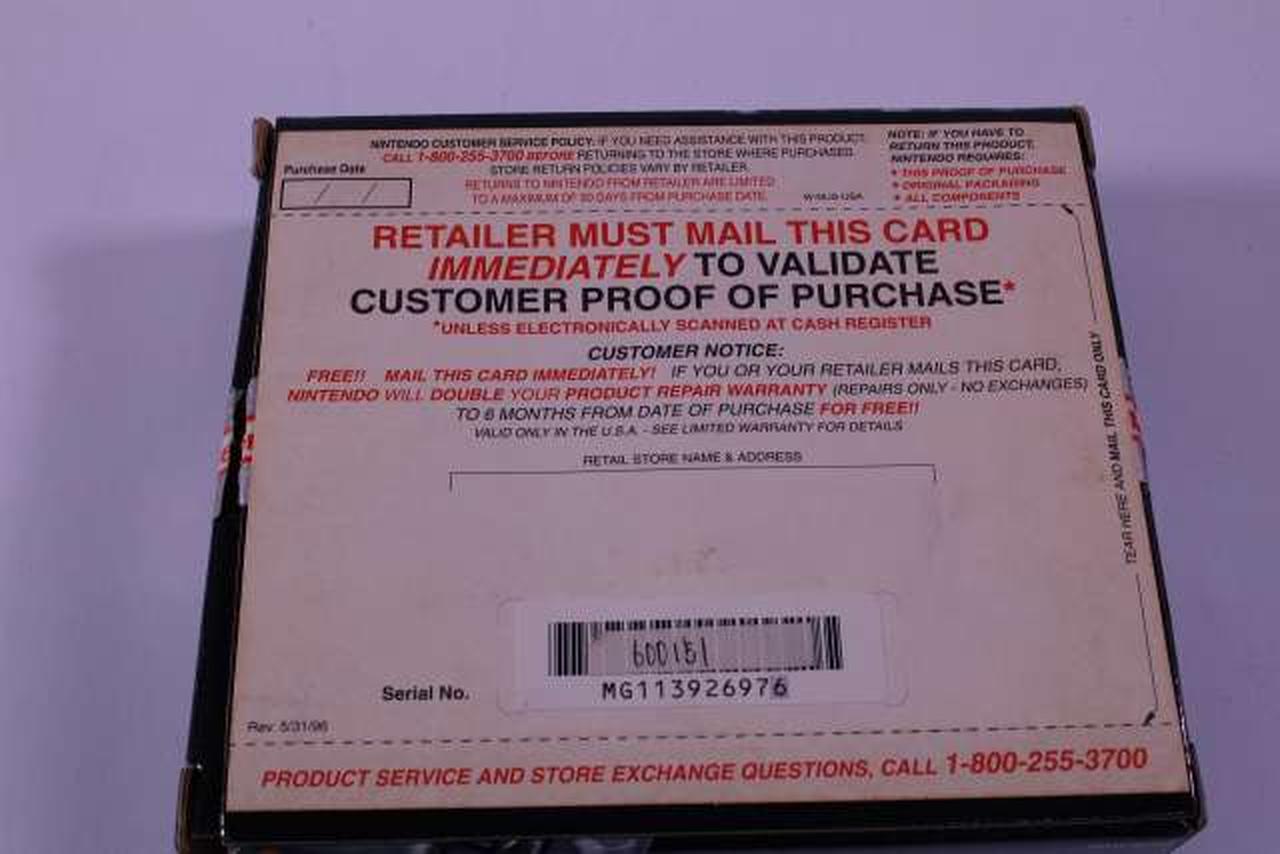 NINTENDO CUSTOMER SERVICE POLICY: IF YOU NEED ASSISTANCE WITH THIS PRODUCT,
CALL 1-800-255-3700 BEFORE RETURNING TO THE STORE WHERE PURCHASED.
STORE RETURN POLICIES VARY BY RETAILER.
RETURNS TO NINTENDO FROM RETAILER ARE LIMITED
TO A MAXIMUM OF 90 DAYS FROM PURCHASE DATE.
Purchase Date
/ /
NOTE: IF YOU HAVE TO
RETURN THIS PRODUCT,
NINTENDO REQUIRES:
* THIS PROOF OF PURCHASE
* ORIGINAL PACKAGING
* ALL COMPONENTS
RETAILER MUST MAIL THIS CARD
IMMEDIATELY TO VALIDATE
CUSTOMER PROOF OF PURCHASE*
*UNLESS ELECTRONICALLY SCANNED AT CASH REGISTER
CUSTOMER NOTICE:
FREE!! MAIL THIS CARD IMMEDIATELY! IF YOU OR YOUR RETAILER MAILS THIS CARD,
NINTENDO WILL DOUBLE YOUR PRODUCT REPAIR WARRANTY (REPAIRS ONLY - NO EXCHANGES)
TO 6 MONTHS FROM DATE OF PURCHASE FOR FREE!!
VALID ONLY IN THE U.S.A. - SEE LIMITED WARRANTY FOR DETAILS
RETAIL STORE NAME & ADDRESS
TEAR HERE AND MAIL THIS CARD ONLY
600151
Serial No.
MG113926976
Rev. 5/31/96
PRODUCT SERVICE AND STORE EXCHANGE QUESTIONS, CALL 1-800-255-3700